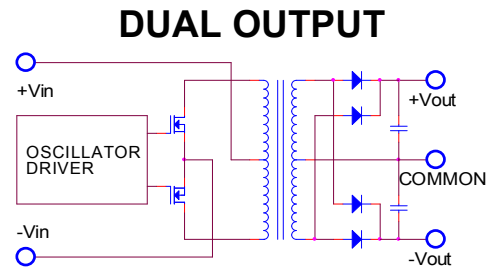 DUAL OUTPUT
+Vin
+Vout
OSCILLATOR
DRIVER
COMMON
-Vin
-Vout